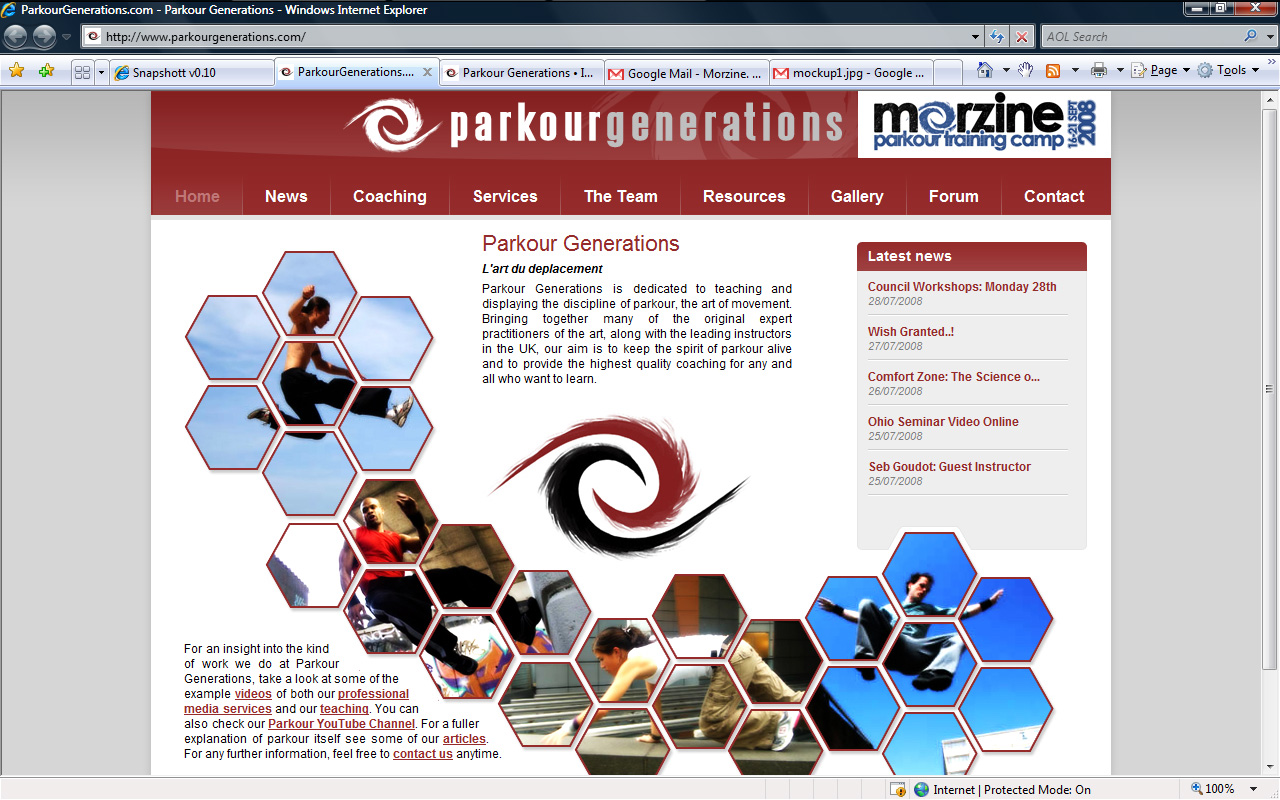 ParkourGenerations.com - Parkour Generations - Windows Internet Explorer
http://www.parkourgenerations.com/
AOL Search
Snapshott v0.10
ParkourGenerations....
Parkour Generations • I...
Google Mail - Morzine. ...
mockup1.jpg - Google ...
Page
Tools
parkourgenerations
morzine
parkour training camp
16-21 SEPT
2008
Home
News
Coaching
Services
The Team
Resources
Gallery
Forum
Contact
Parkour Generations
L'art du deplacement
Parkour Generations is dedicated to teaching and
displaying the discipline of parkour, the art of movement.
Bringing together many of the original expert
practitioners of the art, along with the leading instructors
in the UK, our aim is to keep the spirit of parkour alive
and to provide the highest quality coaching for any and
all who want to learn.
Latest news
Council Workshops: Monday 28th
28/07/2008
Wish Granted..!
27/07/2008
Comfort Zone: The Science o...
26/07/2008
Ohio Seminar Video Online
25/07/2008
Seb Goudot: Guest Instructor
25/07/2008
For an insight into the kind
of work we do at Parkour
Generations, take a look at some of the
example videos of both our professional
media services and our teaching. You can
also check our Parkour YouTube Channel. For a fuller
explanation of parkour itself see some of our articles.
For any further information, feel free to contact us anytime.
Internet | Protected Mode: On
100%